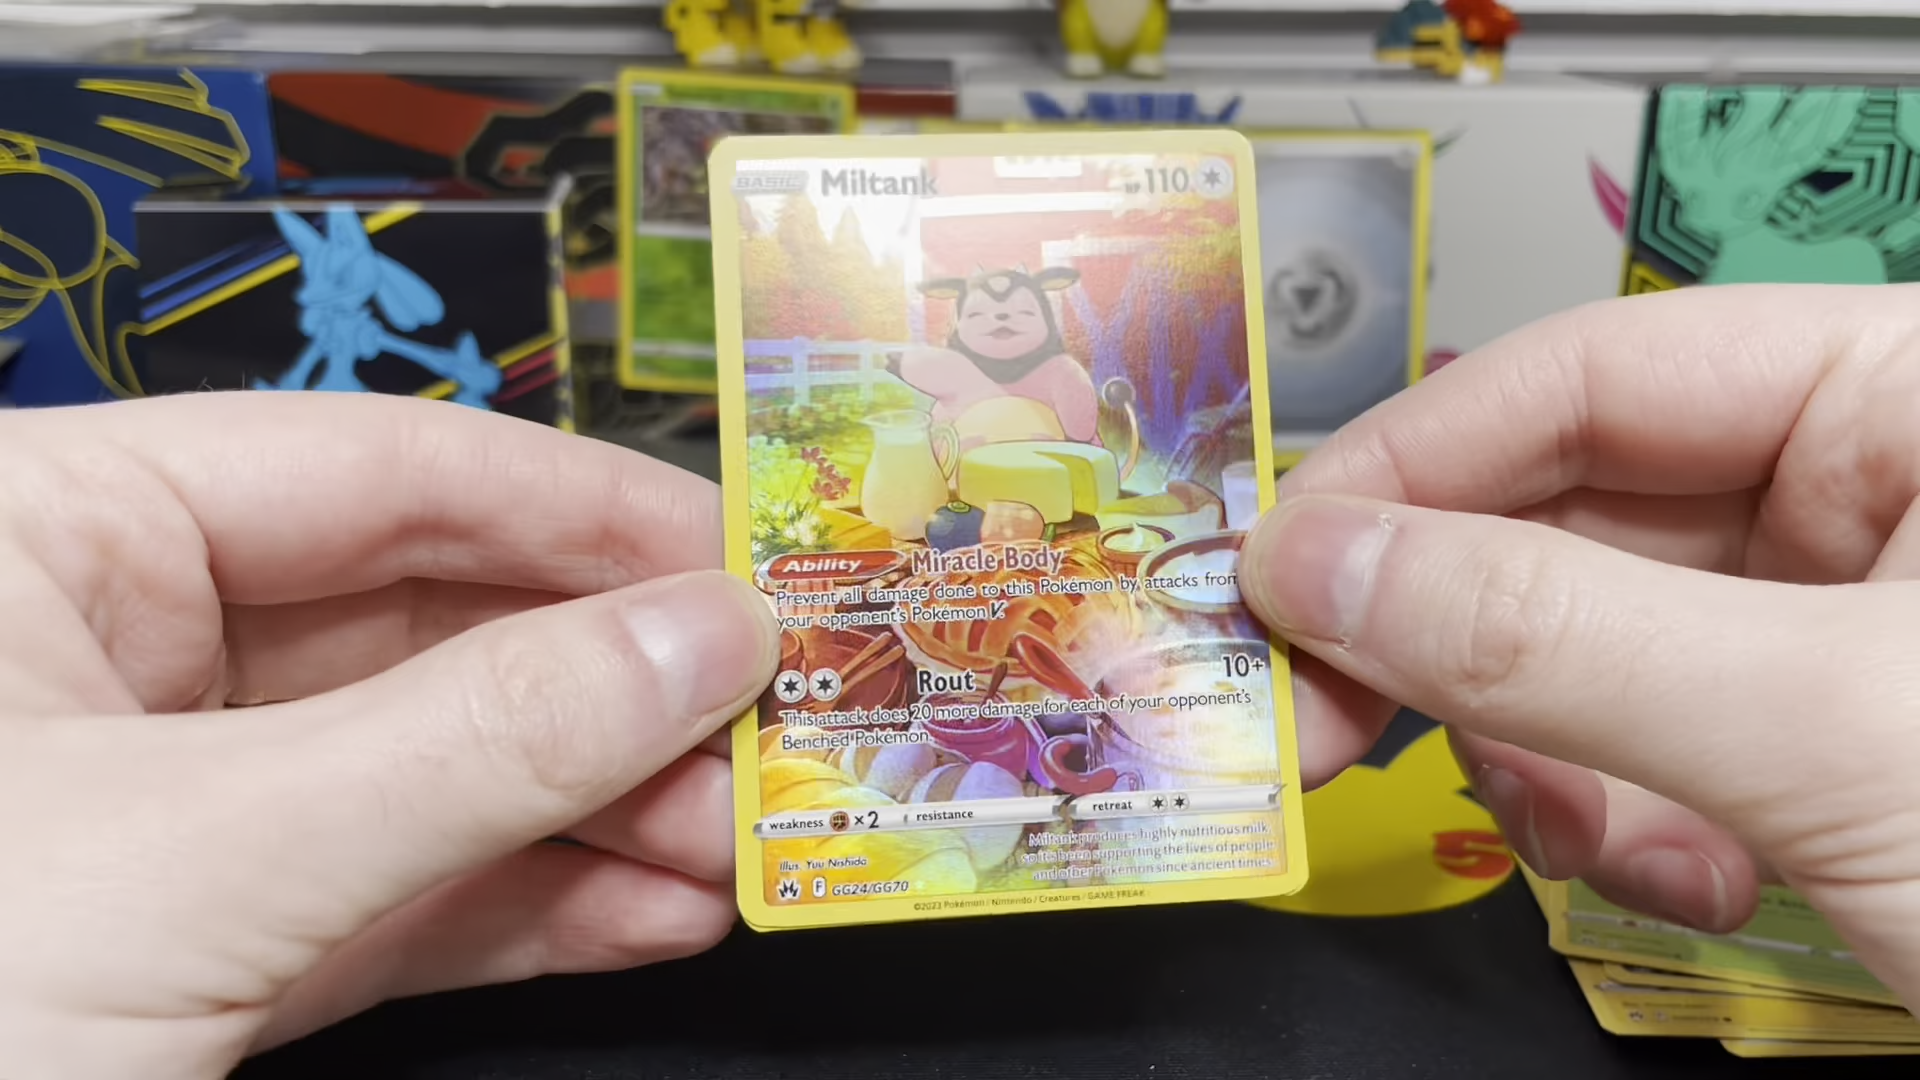 BASIC Miltank HP 110
Ability Miracle Body
Prevent all damage done to this Pokémon by attacks from
your opponent's Pokémon V.
Rout 10+
This attack does 20 more damage for each of your opponent's
Benched Pokémon.
weakness ×2 resistance retreat
Miltank produces highly nutritious milk,
so it's been supporting the lives of people
and other Pokémon since ancient times.
Illus. Yuu Nishida
F GG24/GG70
©2023 Pokémon / Nintendo / Creatures / GAME FREAK